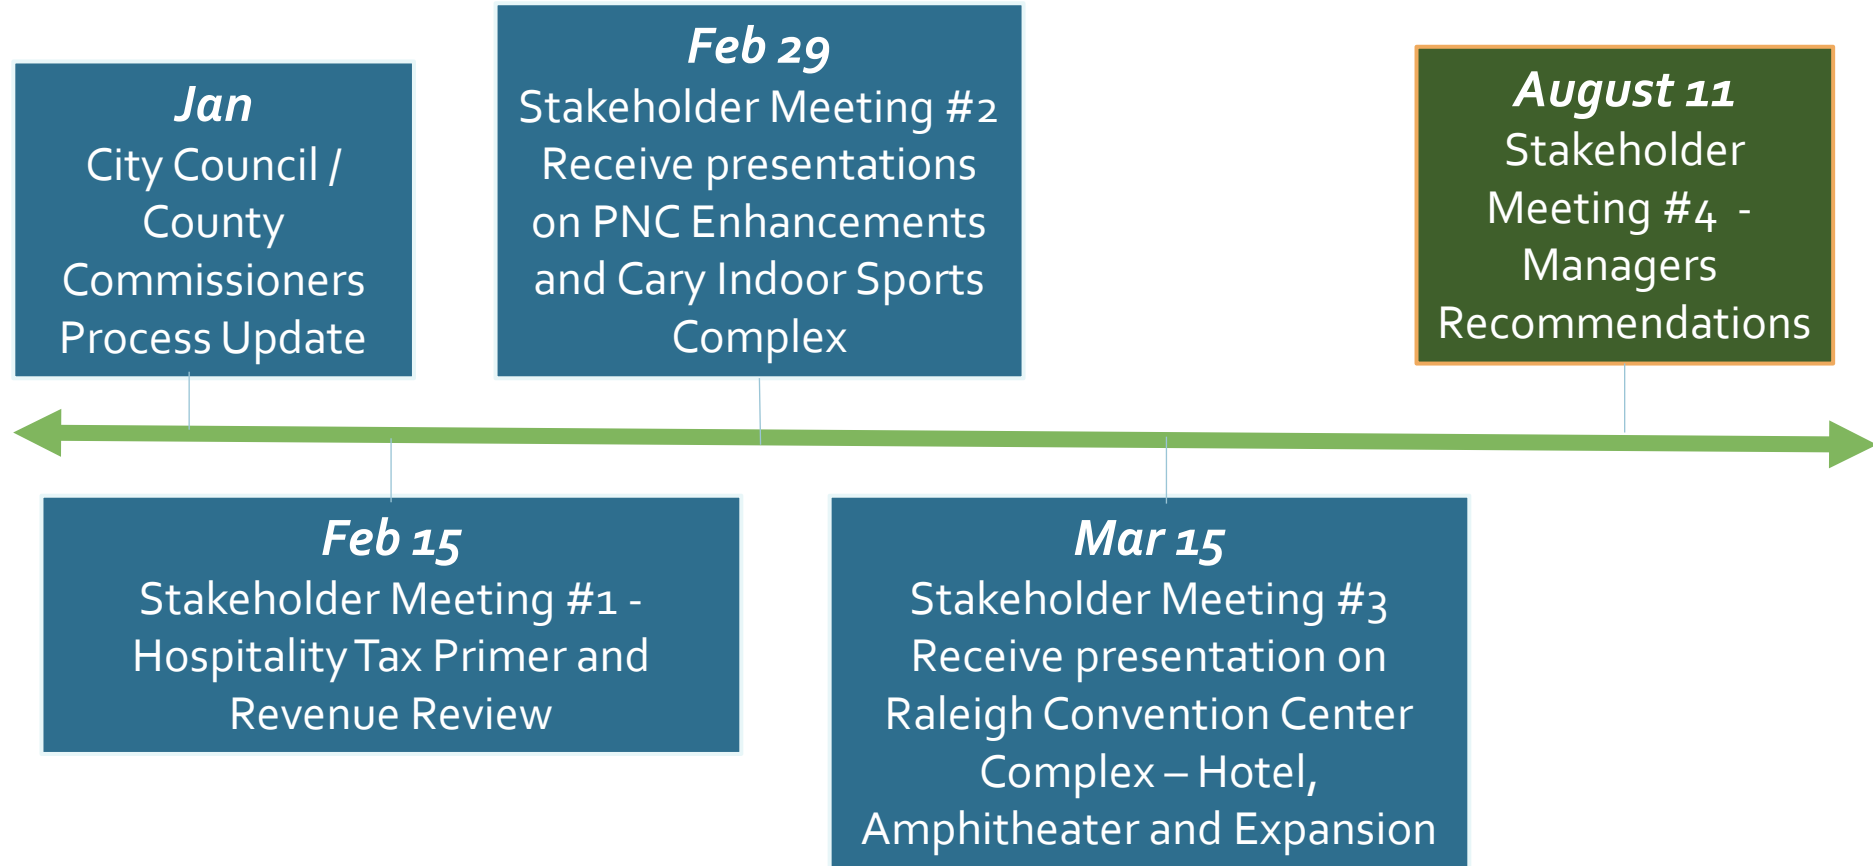 Jan
City Council /
County
Commissioners
Process Update
Feb 29
Stakeholder Meeting #2
Receive presentations
on PNC Enhancements
and Cary Indoor Sports
Complex
August 11
Stakeholder
Meeting #4 -
Managers
Recommendations
Feb 15
Stakeholder Meeting #1 -
Hospitality Tax Primer and
Revenue Review
Mar 15
Stakeholder Meeting #3
Receive presentation on
Raleigh Convention Center
Complex – Hotel,
Amphitheater and Expansion